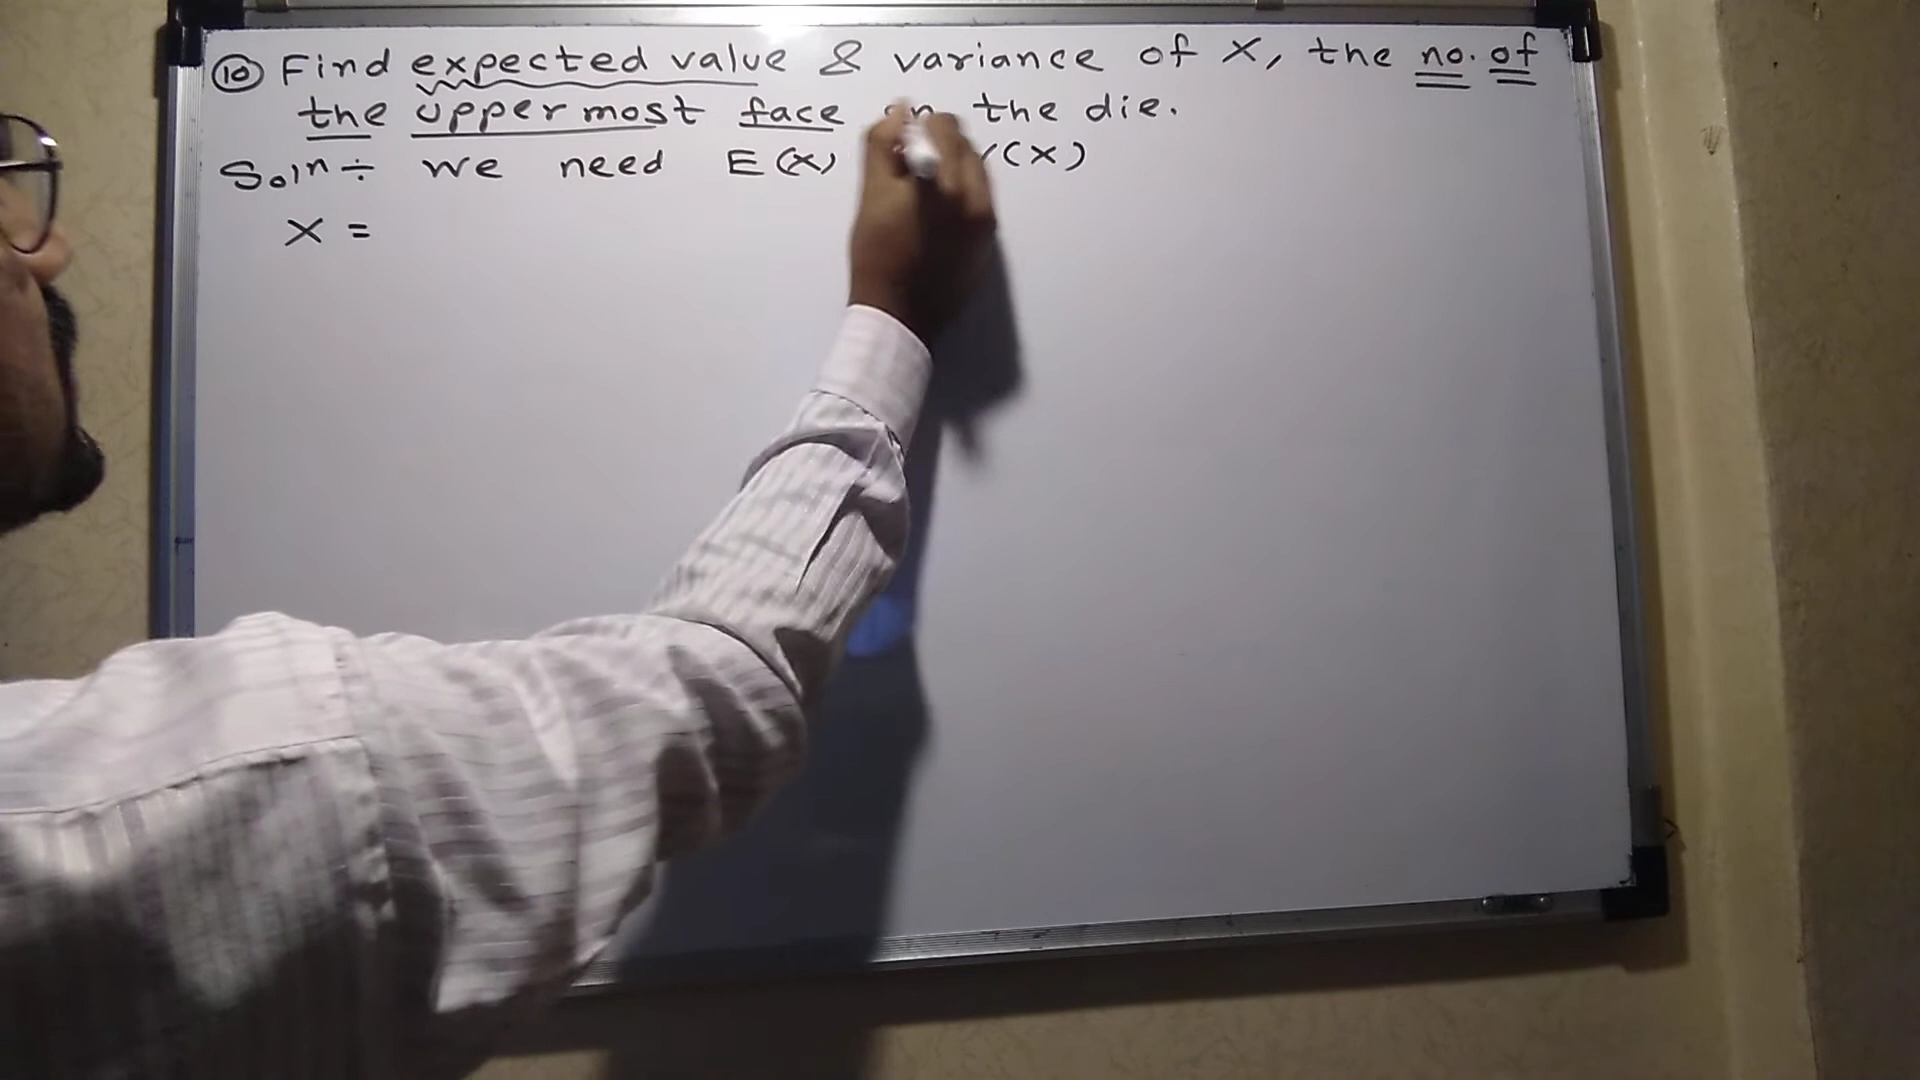 ⑩ Find expected value & variance of X, the no. of
the uppermost face on the die.
Soln ÷ we need E(X) V(X)
X =